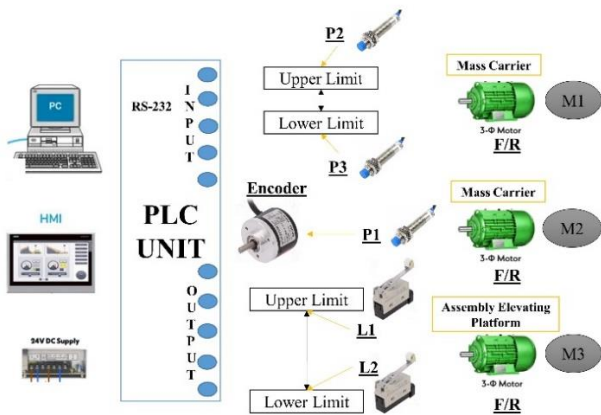 PC
HMI
24V DC Supply
RS-232
INPUT
PLC
UNIT
OUTPUT
P2
Upper Limit
Lower Limit
P3
Encoder
P1
Upper Limit
L1
L2
Lower Limit
Mass Carrier
M1
3-Φ Motor
F/R
Mass Carrier
M2
3-Φ Motor
F/R
Assembly Elevating
Platform
M3
3-Φ Motor
F/R